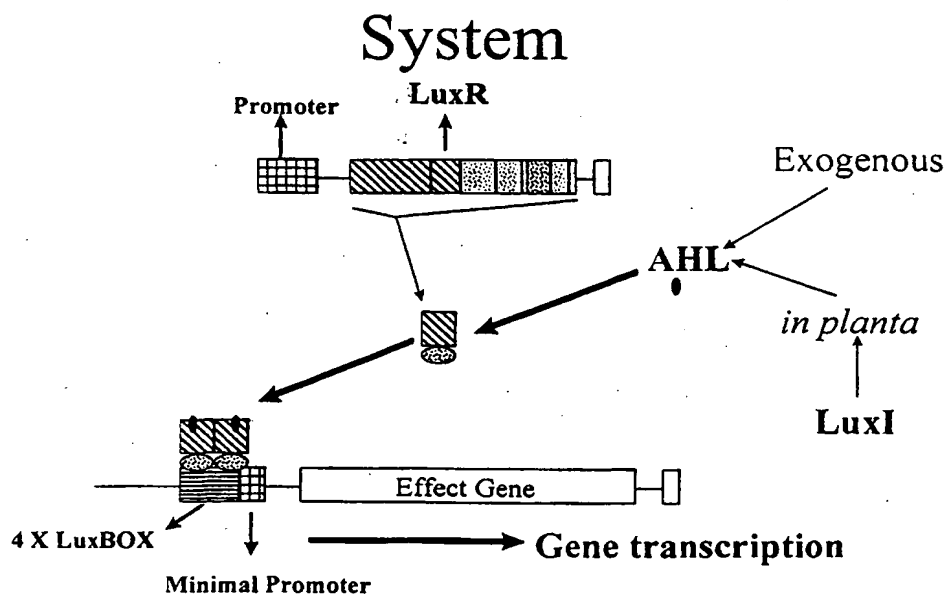 System
Promoter
LuxR
Exogenous
AHL
in planta
LuxI
Effect Gene
4 X LuxBOX
Gene transcription
Minimal Promoter